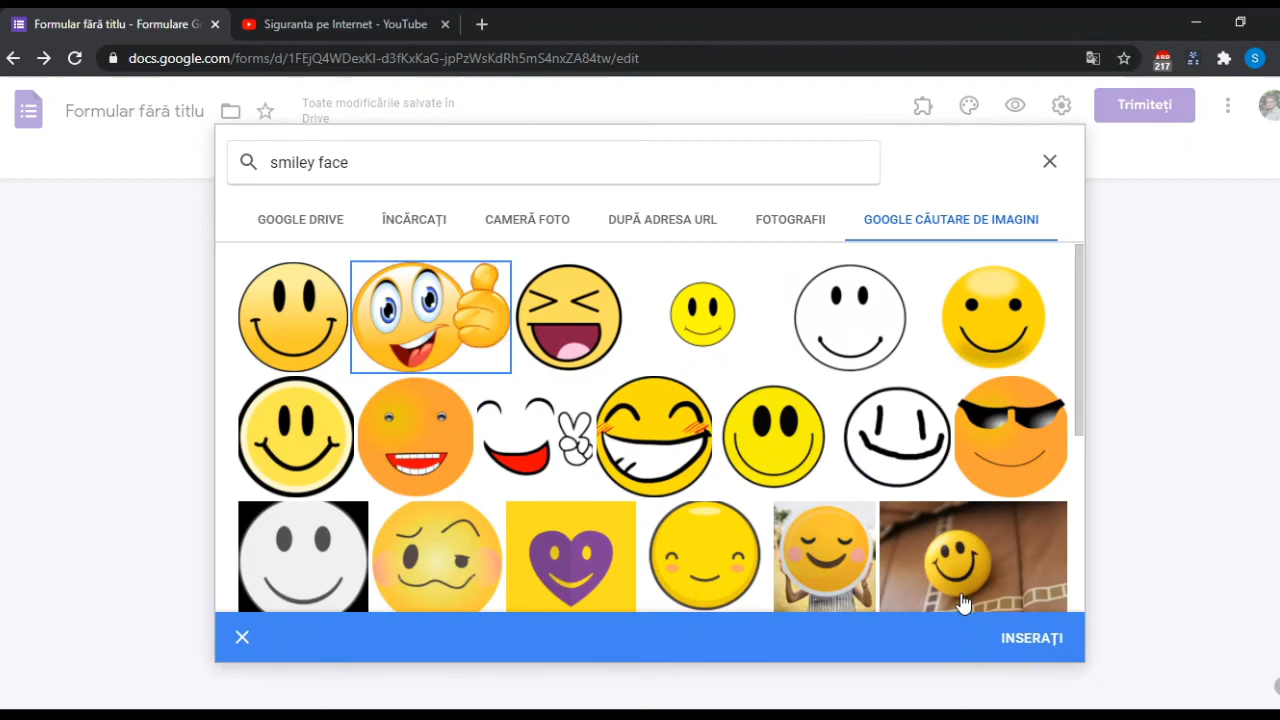 Formular fără titlu - Formulare G
Siguranta pe Internet - YouTube
docs.google.com/forms/d/1FEjQ4WDexKI-d3fKxKaG-jpPzWsKdRh5mS4nxZA84tw/edit
ABP
217
S
Formular fără titlu
Toate modificările salvate în
Drive
Trimiteți
smiley face
GOOGLE DRIVE
ÎNCĂRCAȚI
CAMERĂ FOTO
DUPĂ ADRESA URL
FOTOGRAFII
GOOGLE CĂUTARE DE IMAGINI
INSERAȚI